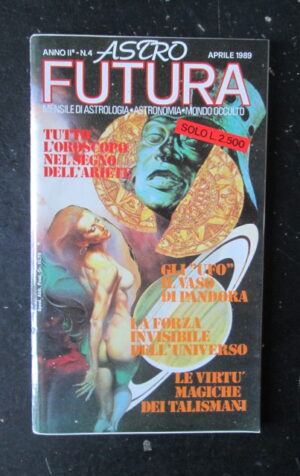 ANNO IIº - N.4
ASTRO
APRILE 1989
FUTURA
MENSILE DI ASTROLOGIA•ASTRONOMIA•MONDO OCCULTO
SOLO L.2.500
TUTTO
L'OROSCOPO
NEL SEGNO
DELL'ARIETE
GLI "UFO"
IL VASO
DI PANDORA
LA FORZA
INVISIBILE
DELL'UNIVERSO
LE VIRTU'
MAGICHE
DEI TALISMANI